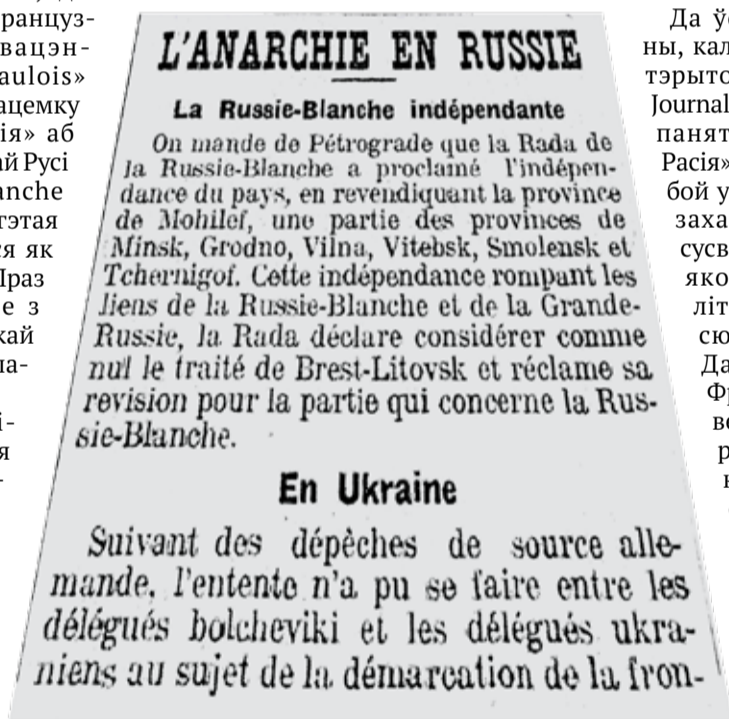 ранцуз-
вацэн-
aulois»
ацемку
ія» аб
ай Русі
anche
гэтая
ся як
Праз
е з
кай
ла-
і-
я
-
L'ANARCHIE EN RUSSIE
La Russie-Blanche indépendante
On mande de Pétrograde que la Rada de
la Russie-Blanche a proclamé l'indépen-
dance du pays, en revendiquant la province
de Mohilef, une partie des provinces de
Minsk, Grodno, Vilna, Vitebsk, Smolensk et
Tchernigof. Cette indépendance rompant les
liens de la Russie-Blanche et de la Grande-
Russie, la Rada déclare considérer comme
nul le traité de Brest-Litovsk et réclame sa
revision pour la partie qui concerne la Rus-
sie-Blanche.
En Ukraine
Suivant des dépèches de source alle-
mande, l'entente n'a pu se faire entre les
délégués bolcheviki et les délégués ukra-
niens au sujet de la démarcation de la fron-
Да ў
ны, кал
тэрыто
Journal
панят
Расія»
бой у
заха
сусв
яко
літ
сю
Да
Фр
ве
р